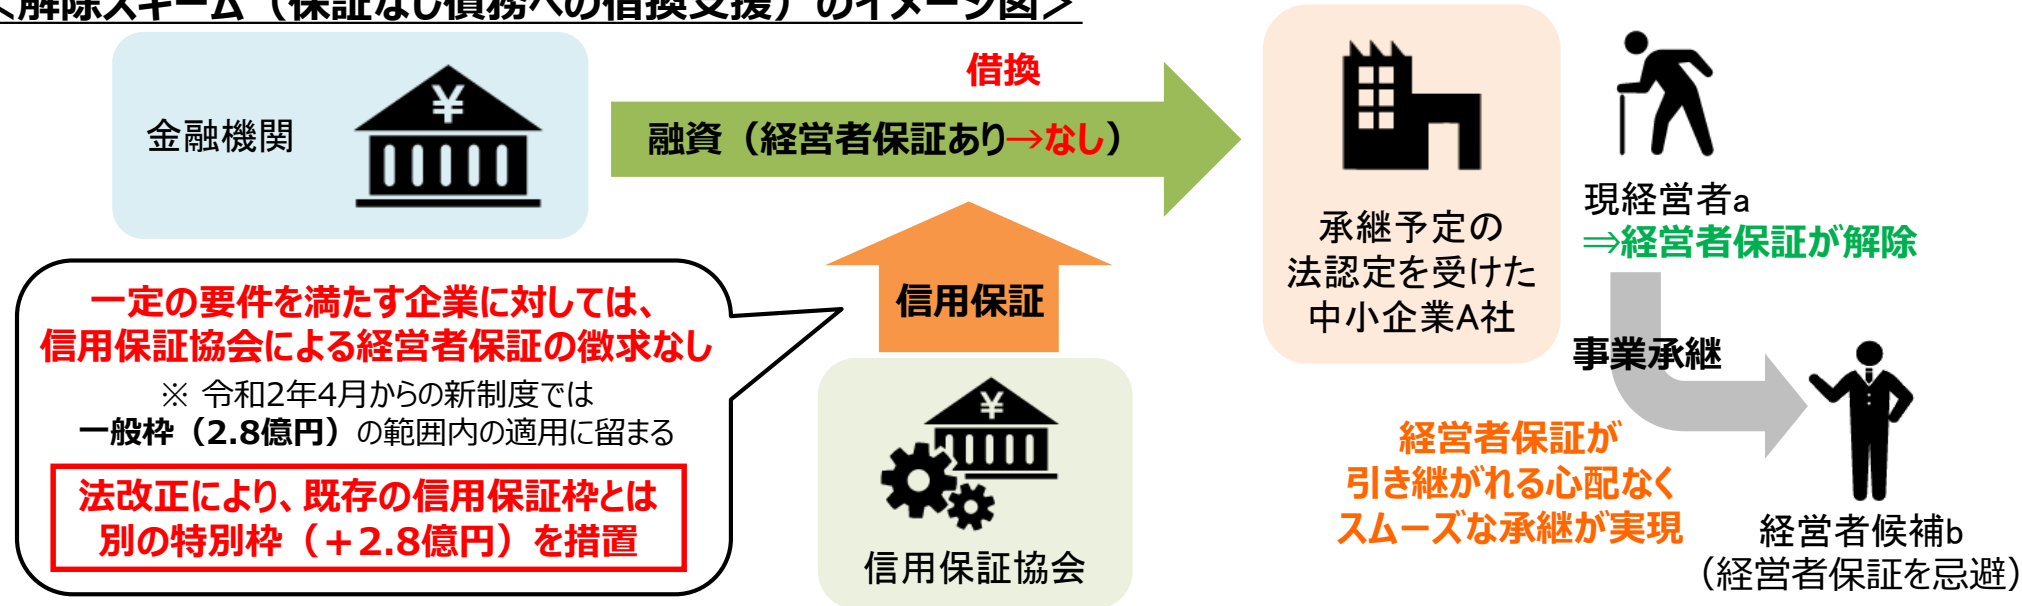 ＜解除スキーム（保証なし債務への借換支援）のイメージ図＞
金融機関
¥
借換
融資（経営者保証あり→なし）
承継予定の
法認定を受けた
中小企業A社
現経営者a
⇒経営者保証が解除
一定の要件を満たす企業に対しては、
信用保証協会による経営者保証の徴求なし
※ 令和2年4月からの新制度では
一般枠（2.8億円）の範囲内の適用に留まる
法改正により、既存の信用保証枠とは
別の特別枠（＋2.8億円）を措置
信用保証
¥
信用保証協会
事業承継
経営者保証が
引き継がれる心配なく
スムーズな承継が実現
経営者候補b
（経営者保証を忌避）